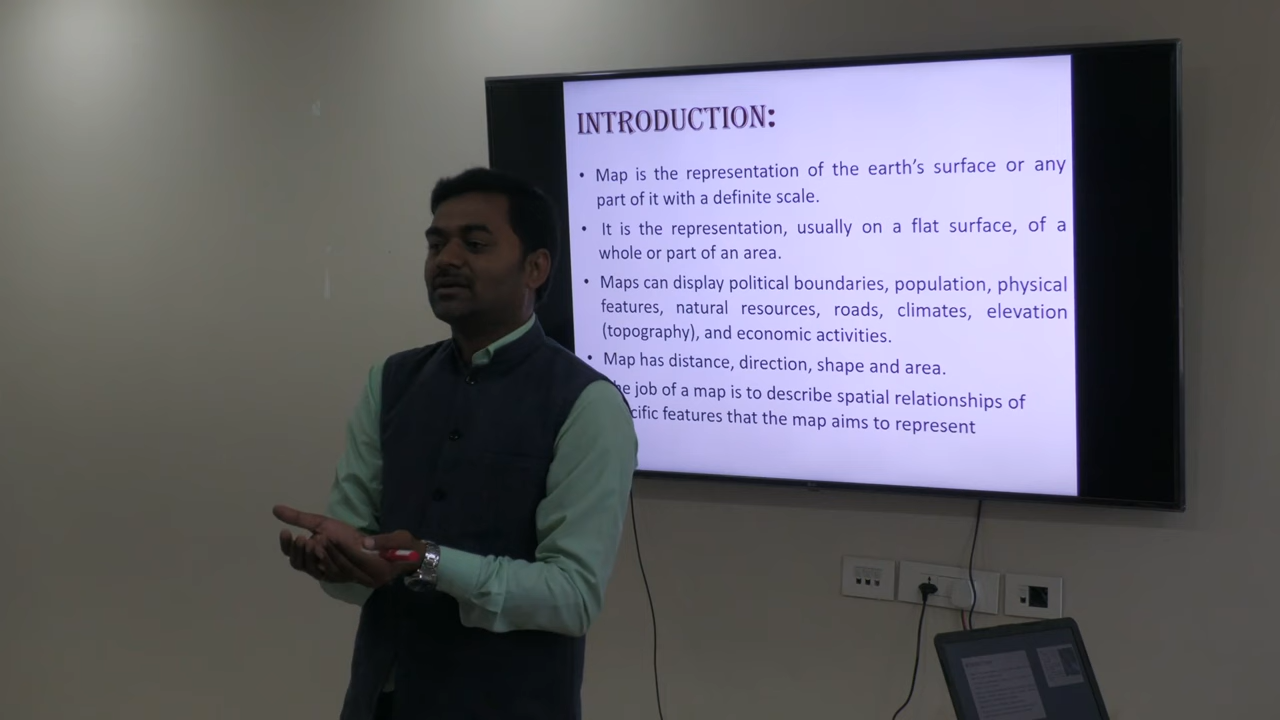 INTRODUCTION:
• Map is the representation of the earth's surface or any
part of it with a definite scale.
• It is the representation, usually on a flat surface, of a
whole or part of an area.
• Maps can display political boundaries, population, physical
features, natural resources, roads, climates, elevation
(topography), and economic activities.
• Map has distance, direction, shape and area.
job of a map is to describe spatial relationships of
features that the map aims to represent